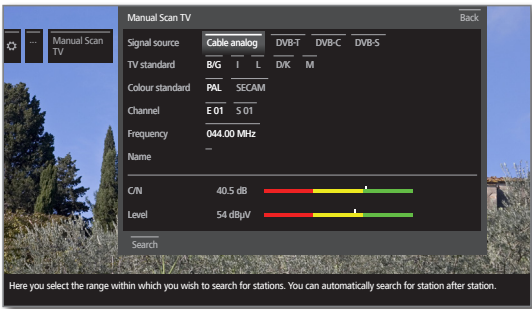 Manual Scan TV Back
... Manual Scan TV
Signal source Cable analog DVB-T DVB-C DVB-S
TV standard B/G I L D/K M
Colour standard PAL SECAM
Channel E 01 S 01
Frequency 044.00 MHz
Name –
C/N 40.5 dB
Level 54 dBµV
Search
Here you select the range within which you wish to search for stations. You can automatically search for station after station.